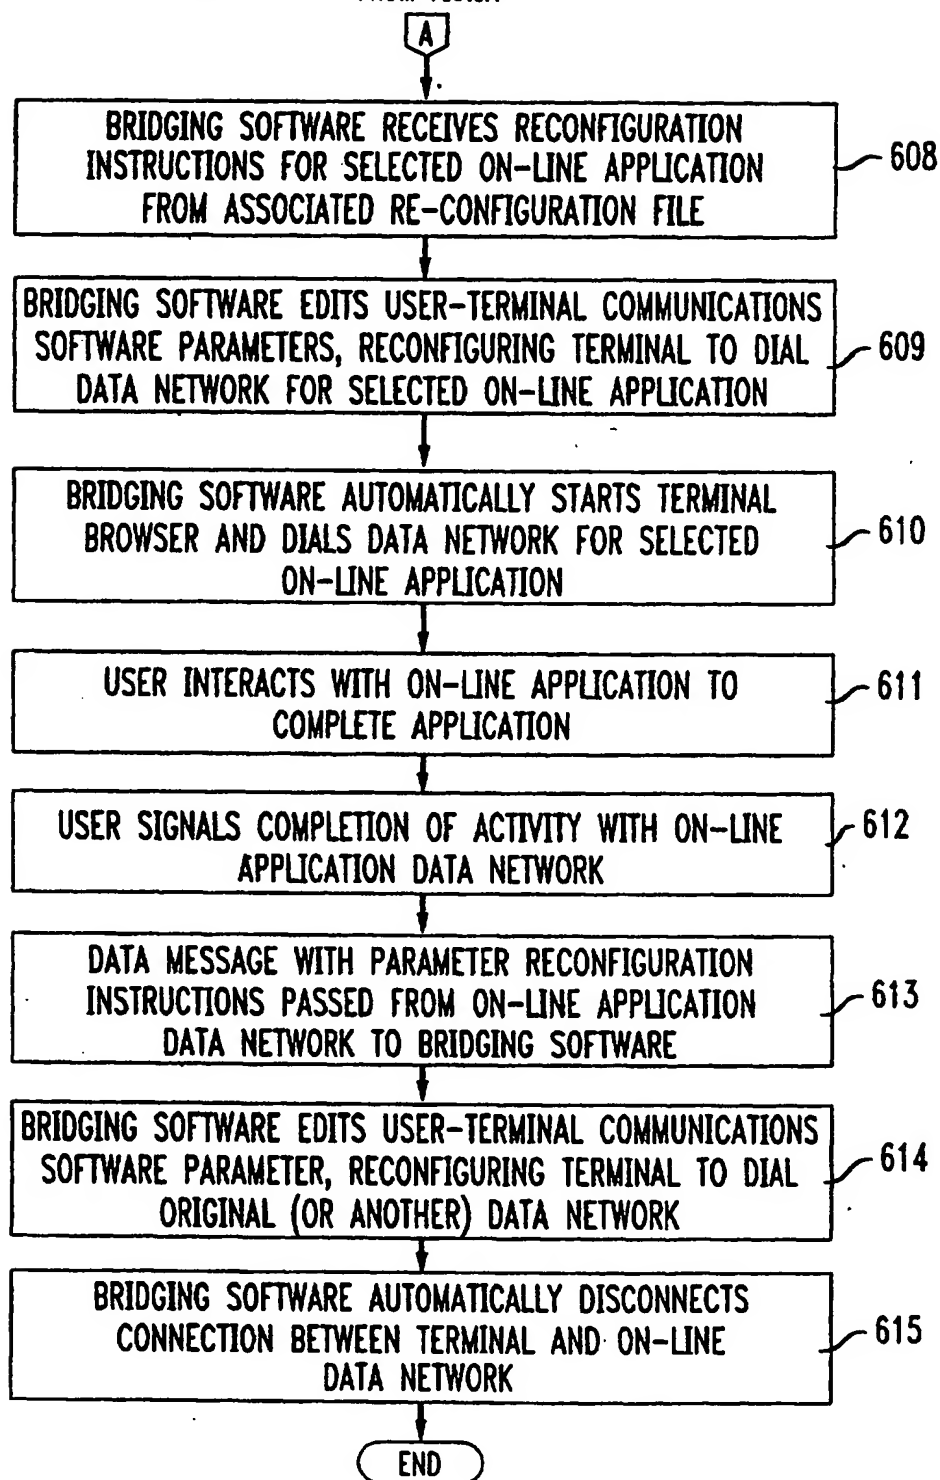 A
BRIDGING SOFTWARE RECEIVES RECONFIGURATION
INSTRUCTIONS FOR SELECTED ON-LINE APPLICATION
FROM ASSOCIATED RE-CONFIGURATION FILE
608
BRIDGING SOFTWARE EDITS USER-TERMINAL COMMUNICATIONS
SOFTWARE PARAMETERS, RECONFIGURING TERMINAL TO DIAL
DATA NETWORK FOR SELECTED ON-LINE APPLICATION
609
BRIDGING SOFTWARE AUTOMATICALLY STARTS TERMINAL
BROWSER AND DIALS DATA NETWORK FOR SELECTED
ON-LINE APPLICATION
610
USER INTERACTS WITH ON-LINE APPLICATION TO
COMPLETE APPLICATION
611
USER SIGNALS COMPLETION OF ACTIVITY WITH ON-LINE
APPLICATION DATA NETWORK
612
DATA MESSAGE WITH PARAMETER RECONFIGURATION
INSTRUCTIONS PASSED FROM ON-LINE APPLICATION
DATA NETWORK TO BRIDGING SOFTWARE
613
BRIDGING SOFTWARE EDITS USER-TERMINAL COMMUNICATIONS
SOFTWARE PARAMETER, RECONFIGURING TERMINAL TO DIAL
ORIGINAL (OR ANOTHER) DATA NETWORK
614
BRIDGING SOFTWARE AUTOMATICALLY DISCONNECTS
CONNECTION BETWEEN TERMINAL AND ON-LINE
DATA NETWORK
615
END